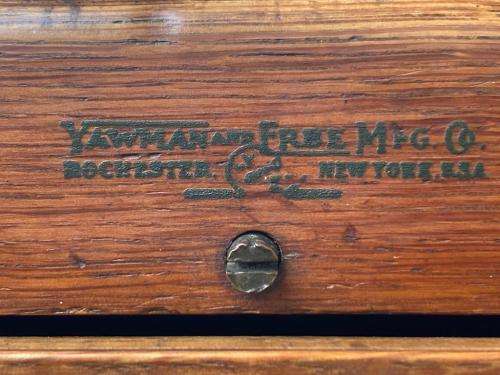 YAWMAN AND ERBE MFG. CO.
ROCHESTER, NEW YORK, U.S.A.